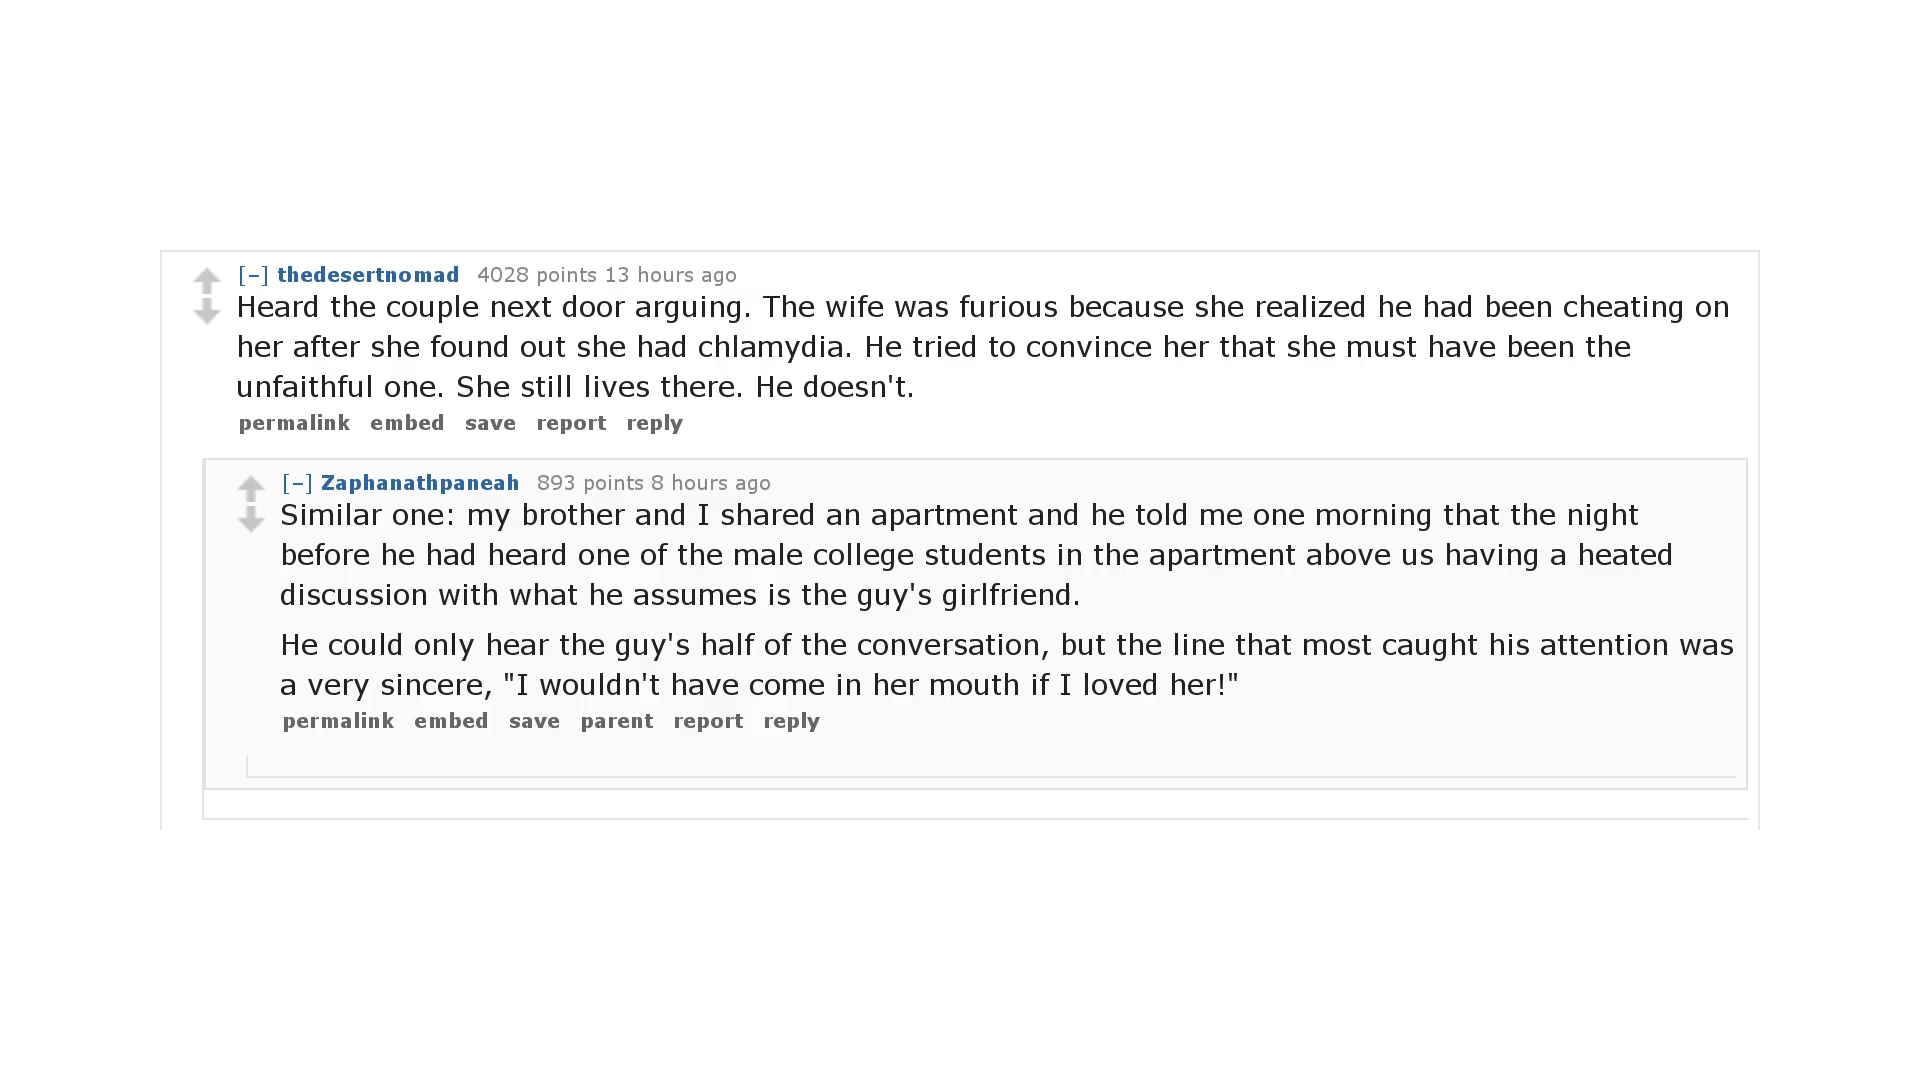 [–] thedesertnomad 4028 points 13 hours ago
Heard the couple next door arguing. The wife was furious because she realized he had been cheating on
her after she found out she had chlamydia. He tried to convince her that she must have been the
unfaithful one. She still lives there. He doesn't.
permalink embed save report reply
[–] Zaphanathpaneah 893 points 8 hours ago
Similar one: my brother and I shared an apartment and he told me one morning that the night
before he had heard one of the male college students in the apartment above us having a heated
discussion with what he assumes is the guy's girlfriend.
He could only hear the guy's half of the conversation, but the line that most caught his attention was
a very sincere, "I wouldn't have come in her mouth if I loved her!"
permalink embed save parent report reply